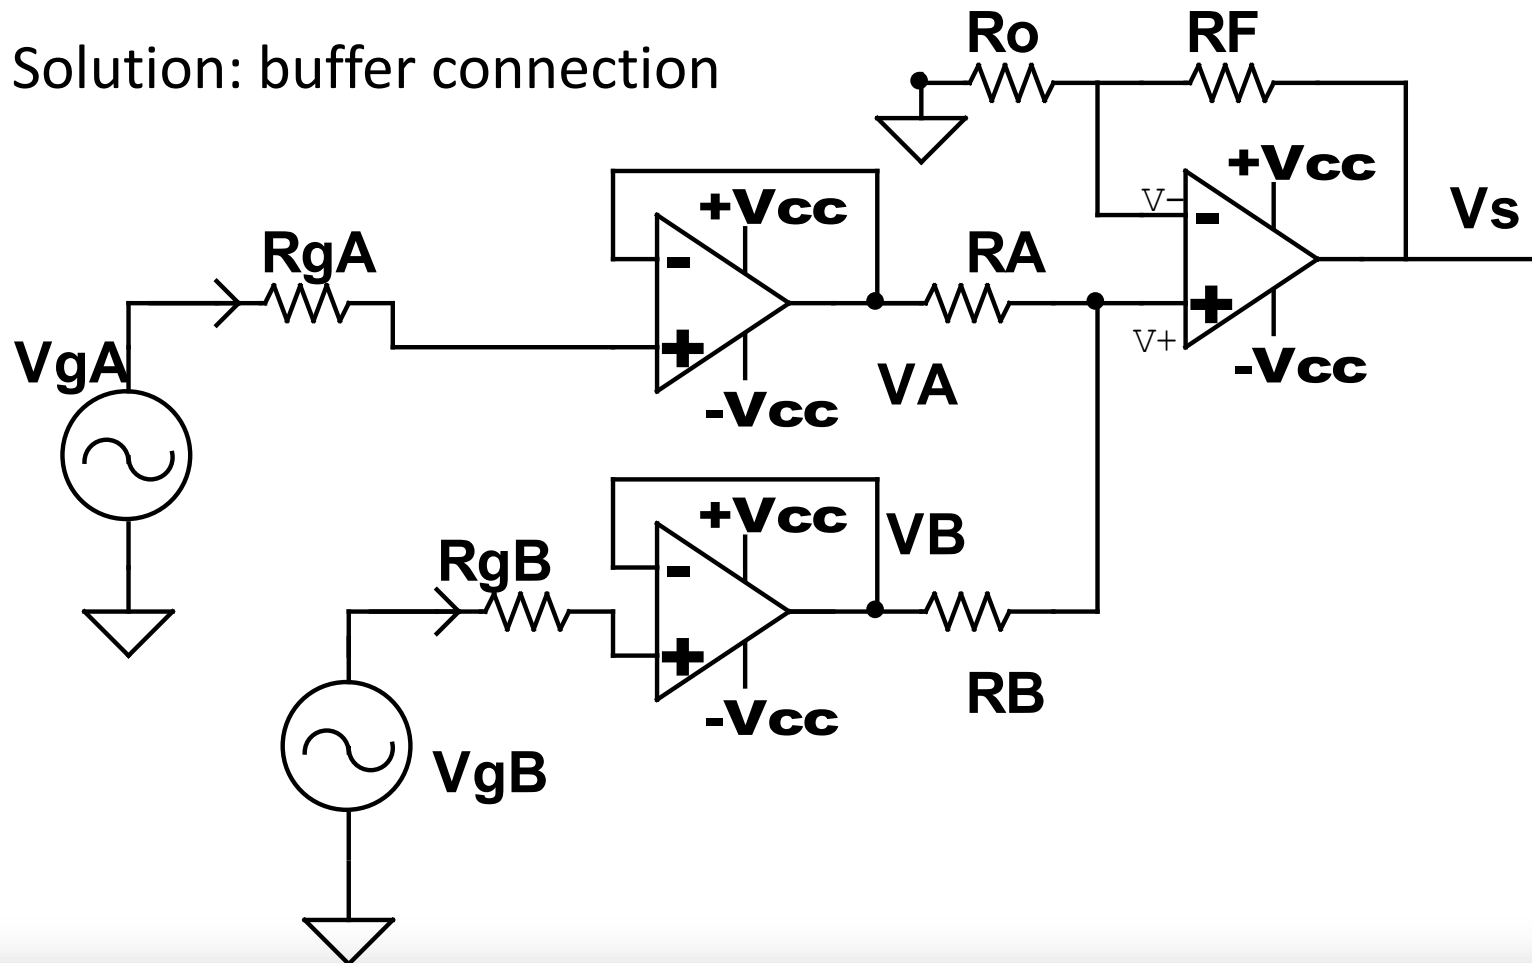 Solution: buffer connection
Ro
RF
+Vcc
V-
-
Vs
+Vcc
RgA
-
RA
+
V+
VgA
+
-Vcc
VA
-Vcc
+Vcc
VB
RgB
-
+
RB
-Vcc
VgB